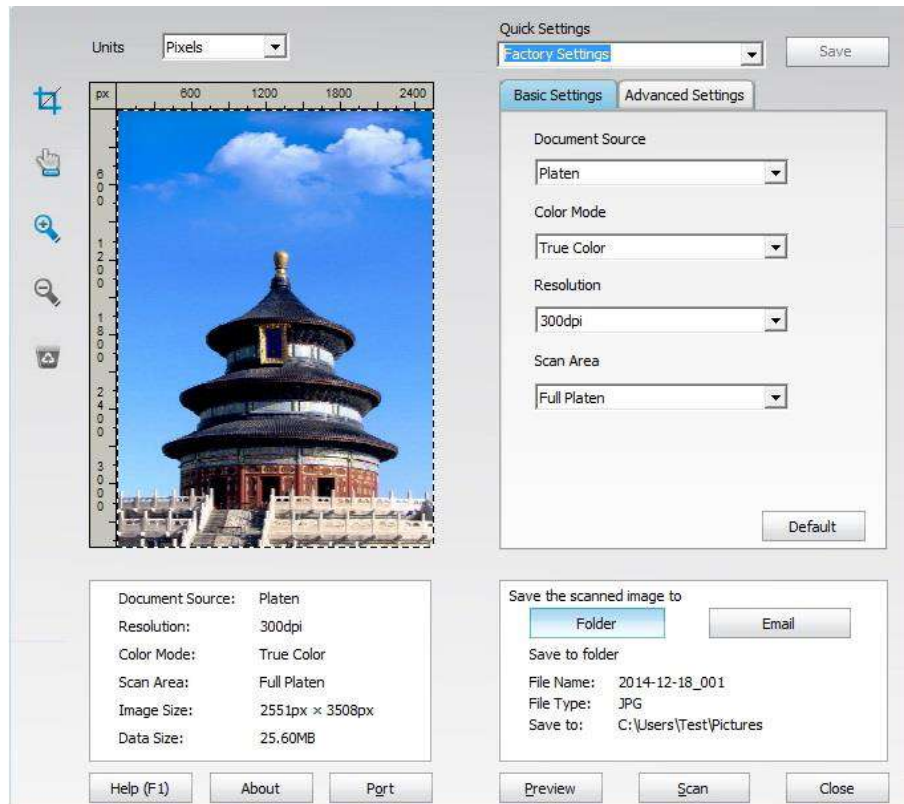 Units Pixels
Quick Settings
Factory Settings Save
px 600 1200 1800 2400
600
1200
1800
2400
3000
Basic Settings Advanced Settings
Document Source
Platen
Color Mode
True Color
Resolution
300dpi
Scan Area
Full Platen
Default
Document Source: Platen
Resolution: 300dpi
Color Mode: True Color
Scan Area: Full Platen
Image Size: 2551px × 3508px
Data Size: 25.60MB
Save the scanned image to
Folder Email
Save to folder
File Name: 2014-12-18_001
File Type: JPG
Save to: C:\Users\Test\Pictures
Help (F1) About Port
Preview Scan Close